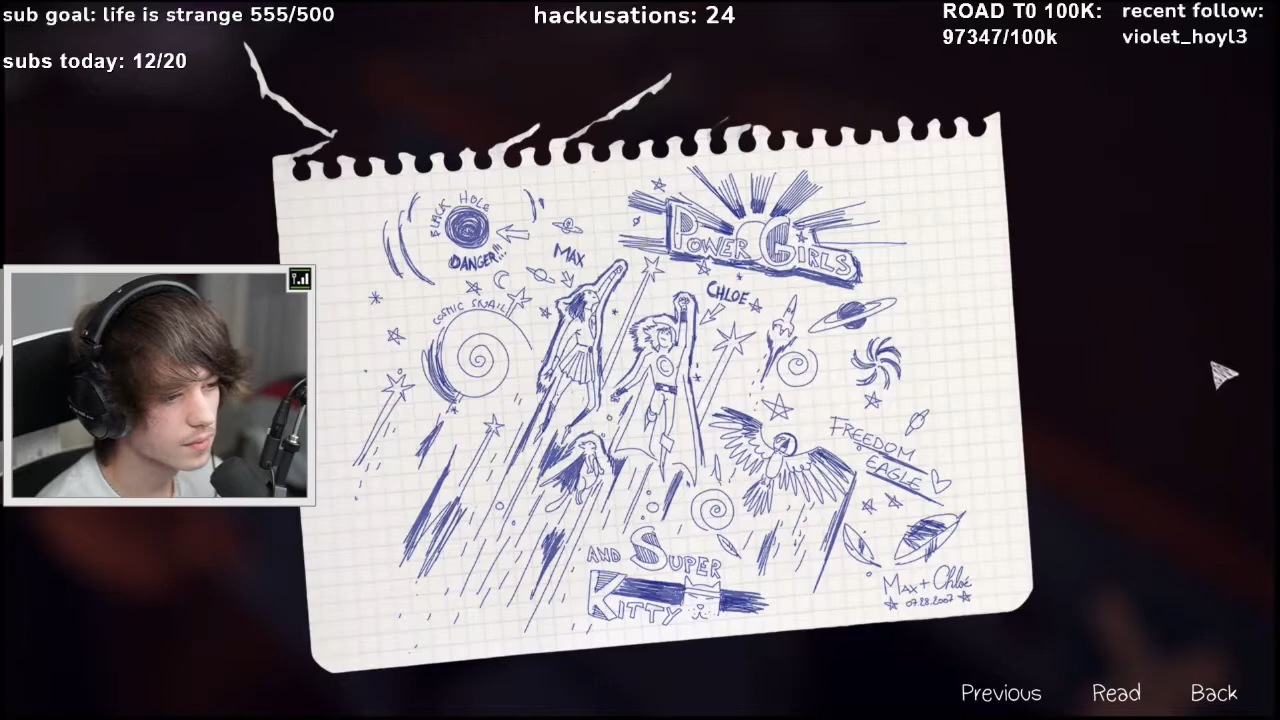 sub goal: life is strange 555/500
subs today: 12/20
hackusations: 24
ROAD T0 100K:
97347/100k
recent follow:
violet_hoyl3
BLACK HOLE
DANGER!!!
MAX
POWER GIRLS
CHLOE
COSMIC SNAIL
FREEDOM
EAGLE
AND SUPER
KITTY
Max + Chloé
07.28.2007
Previous
Read
Back